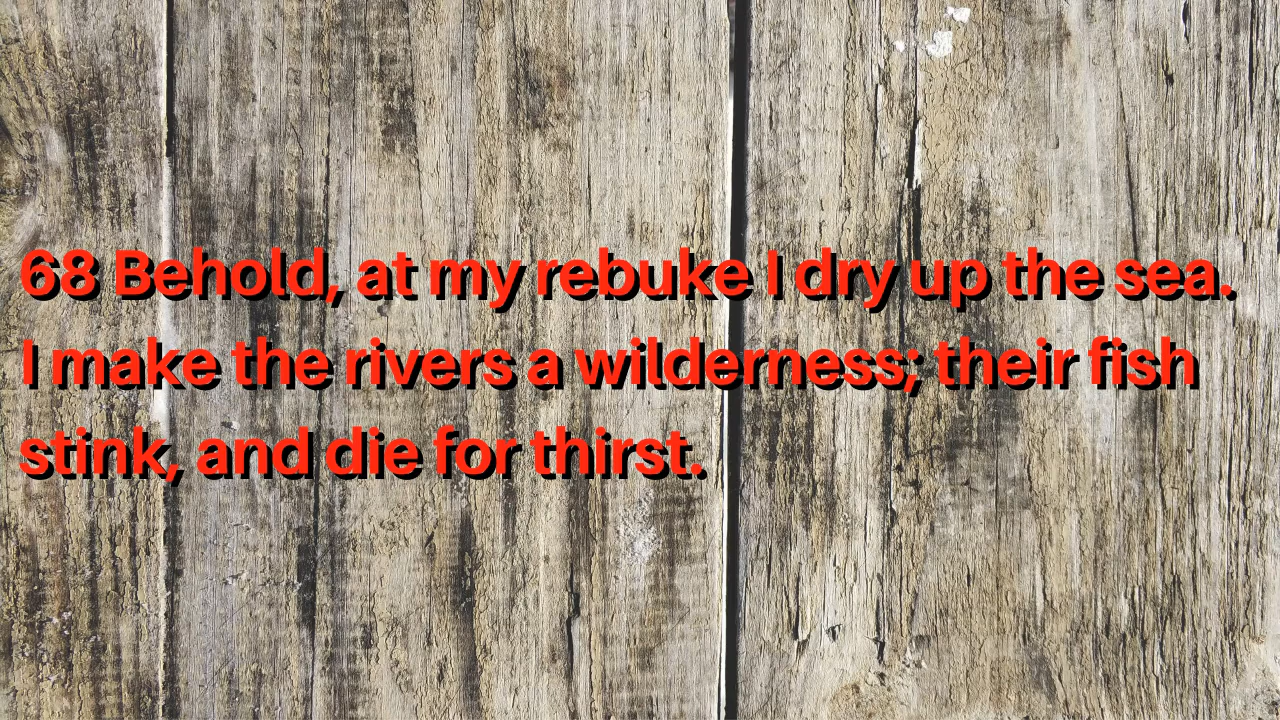 68 Behold, at my rebuke I dry up the sea.
I make the rivers a wilderness; their fish
stink, and die for thirst.